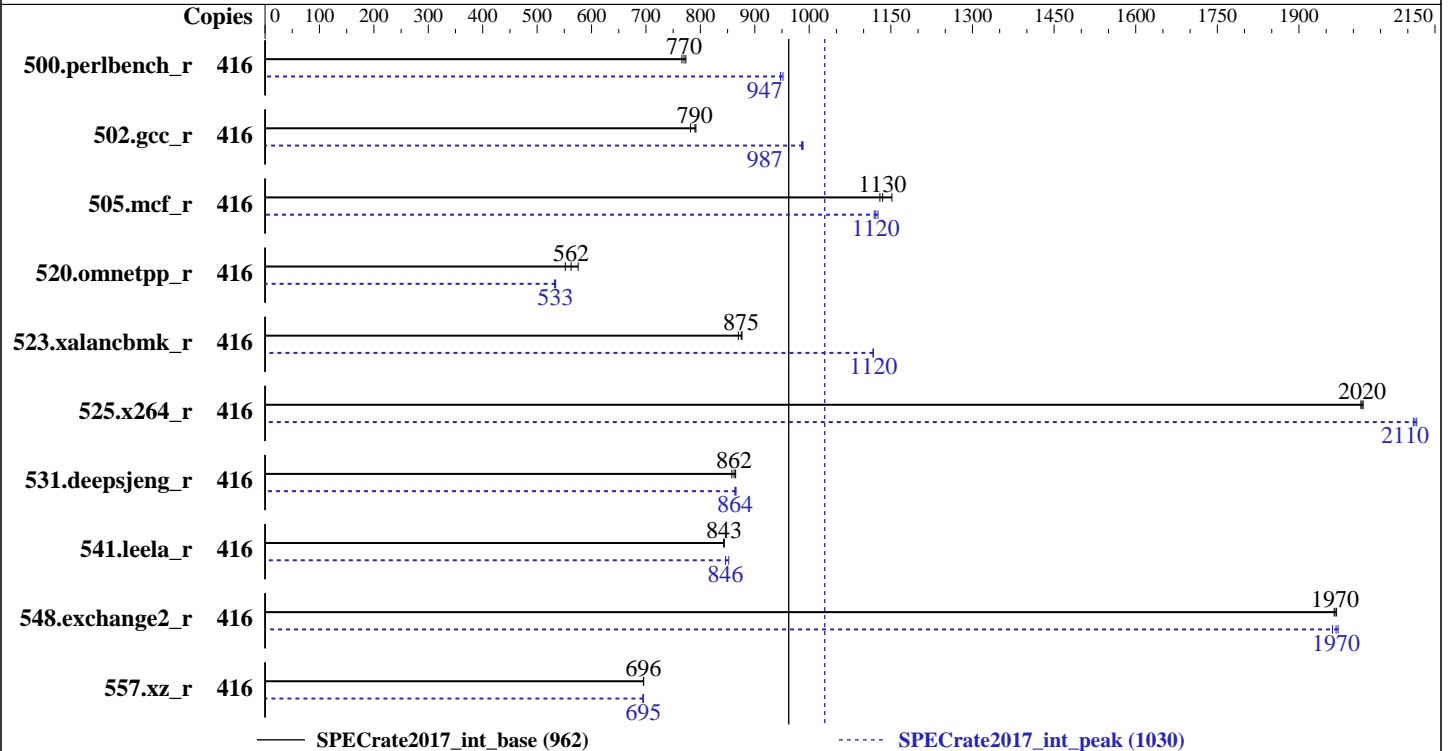 Copies 0 100 200 300 400 500 600 700 800 900 1000 1150 1300 1450 1600 1750 1900 2150
770
500.perlbench_r 416
947
790
502.gcc_r 416
987
1130
505.mcf_r 416
1120
562
520.omnetpp_r 416
533
875
523.xalancbmk_r 416
1120
2020
525.x264_r 416
2110
862
531.deepsjeng_r 416
864
843
541.leela_r 416
846
1970
548.exchange2_r 416
1970
696
557.xz_r 416
695
SPECrate2017_int_base (962) SPECrate2017_int_peak (1030)